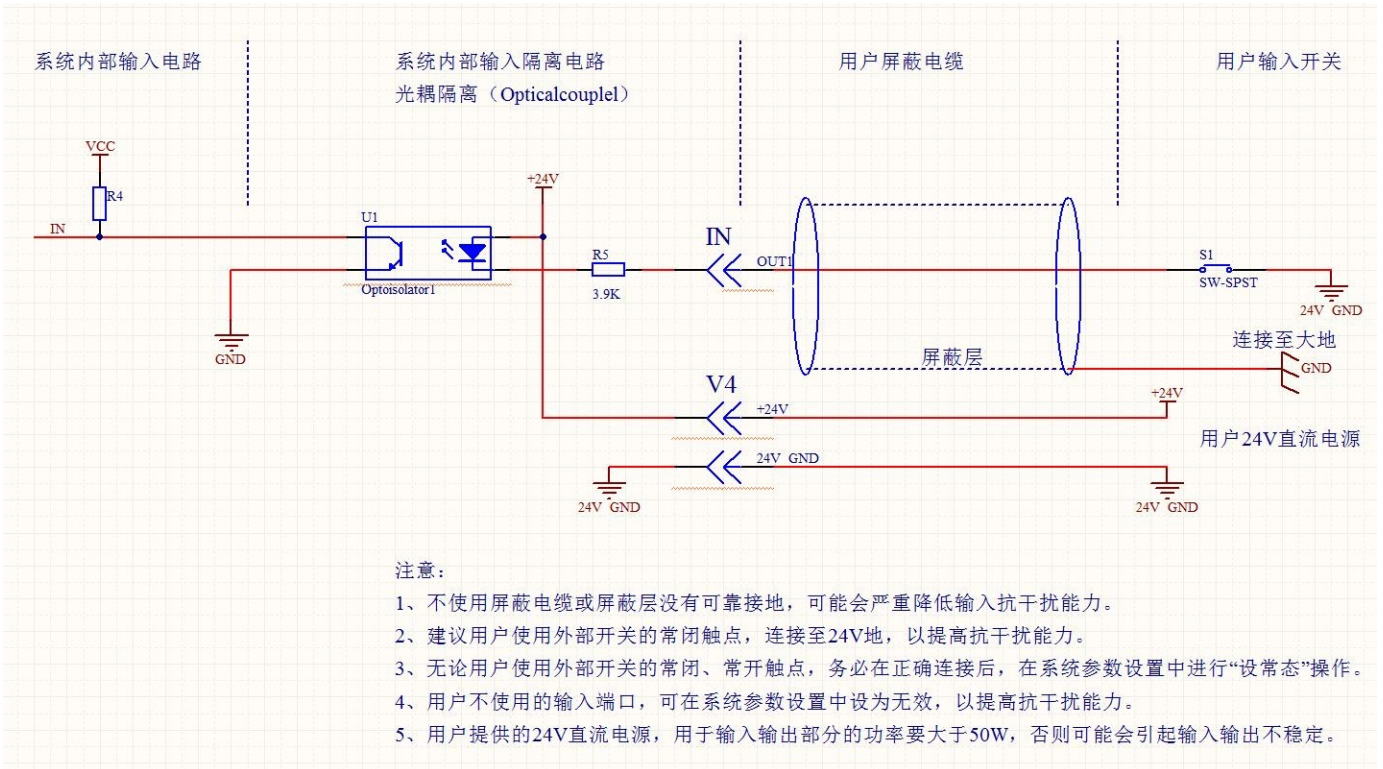 系统内部输入电路
系统内部输入隔离电路
用户屏蔽电缆
用户输入开关
光耦隔离（Opticalcouplel）
VCC
R4
+24V
IN
U1
Optoisolator1
R5
3.9K
IN
OUT1
S1
SW-SPST
24V GND
GND
连接至大地
屏蔽层
GND
V4
+24V
+24V
用户24V直流电源
24V GND
24V GND
24V GND
注意：
1、不使用屏蔽电缆或屏蔽层没有可靠接地，可能会严重降低输入抗干扰能力。
2、建议用户使用外部开关的常闭触点，连接至24V地，以提高抗干扰能力。
3、无论用户使用外部开关的常闭、常开触点，务必在正确连接后，在系统参数设置中进行“设常态”操作。
4、用户不使用的输入端口，可在系统参数设置中设为无效，以提高抗干扰能力。
5、用户提供的24V直流电源，用于输入输出部分的功率要大于50W，否则可能会引起输入输出不稳定。